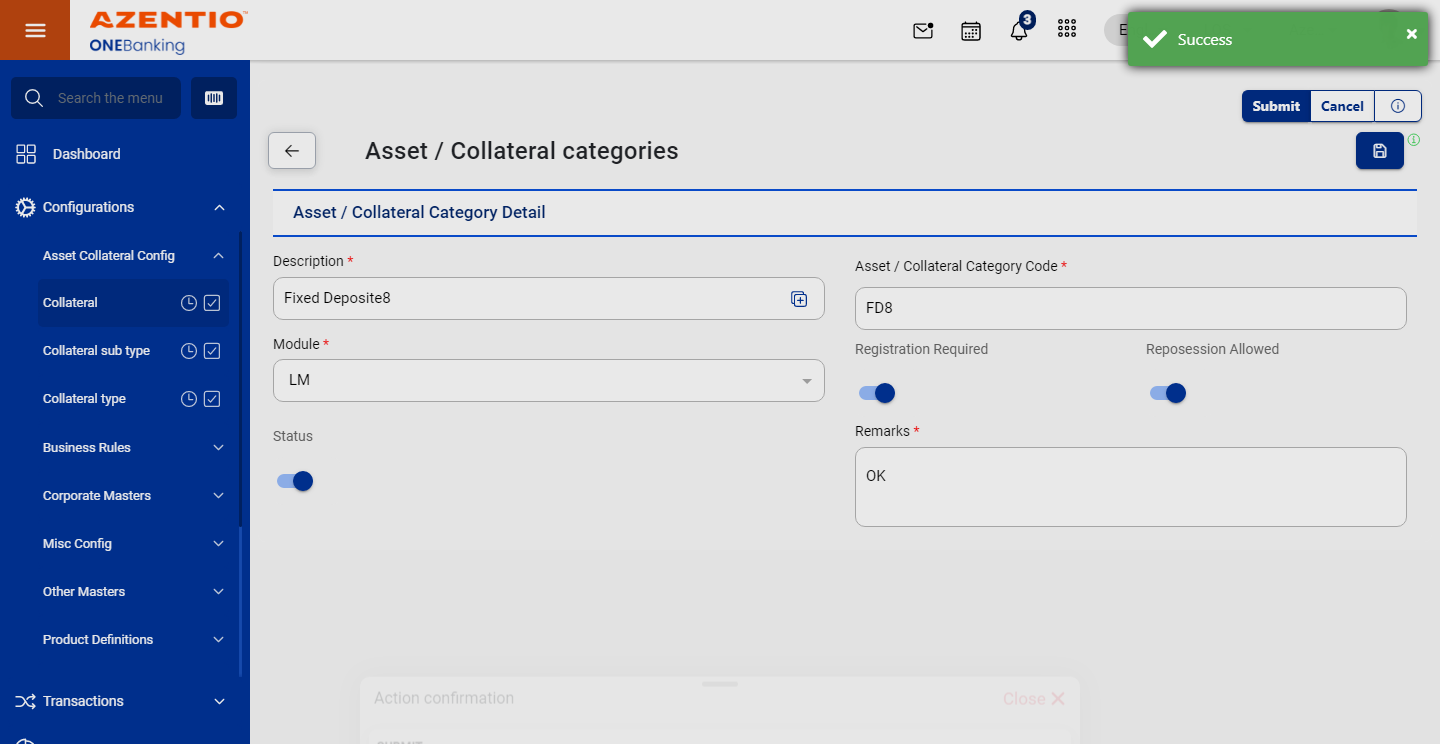 AZENTIO™
ONEBanking
3
E
Success
Search the menu
Dashboard
Configurations
Asset Collateral Config
Collateral
Collateral sub type
Collateral type
Business Rules
Corporate Masters
Misc Config
Other Masters
Product Definitions
Transactions
Submit
Cancel
Asset / Collateral categories
Asset / Collateral Category Detail
Description *
Fixed Deposite8
Asset / Collateral Category Code *
FD8
Module *
LM
Registration Required
Reposession Allowed
Status
Remarks *
OK
Action confirmation
Close
SUBMIT